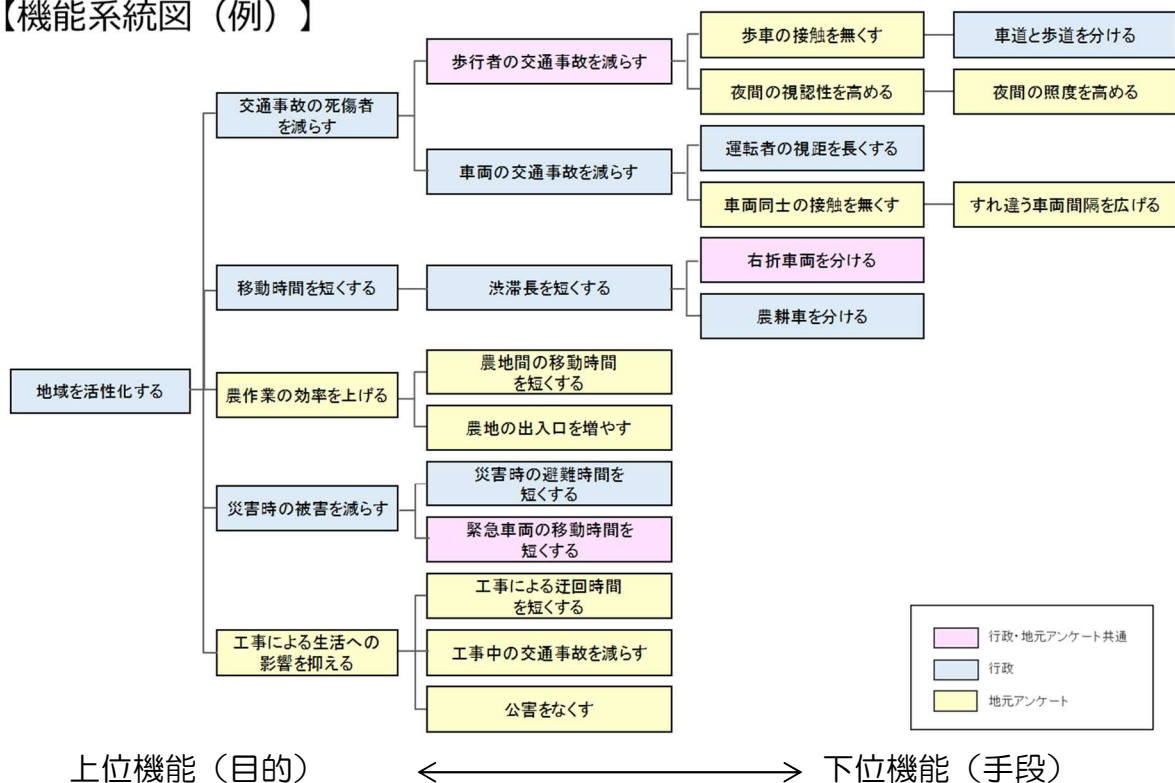 【機能系統図（例）】
地域を活性化する
交通事故の死傷者
を減らす
歩行者の交通事故を減らす
歩車の接触を無くす
車道と歩道を分ける
夜間の視認性を高める
夜間の照度を高める
車両の交通事故を減らす
運転者の視距を長くする
車両同士の接触を無くす
すれ違う車両間隔を広げる
移動時間を短くする
渋滞長を短くする
右折車両を分ける
農耕車を分ける
農作業の効率を上げる
農地間の移動時間
を短くする
農地の出入口を増やす
災害時の被害を減らす
災害時の避難時間を
短くする
緊急車両の移動時間を
短くする
工事による生活への
影響を抑える
工事による迂回時間
を短くする
工事中の交通事故を減らす
公害をなくす
行政・地元アンケート共通
行政
地元アンケート
上位機能（目的）
下位機能（手段）